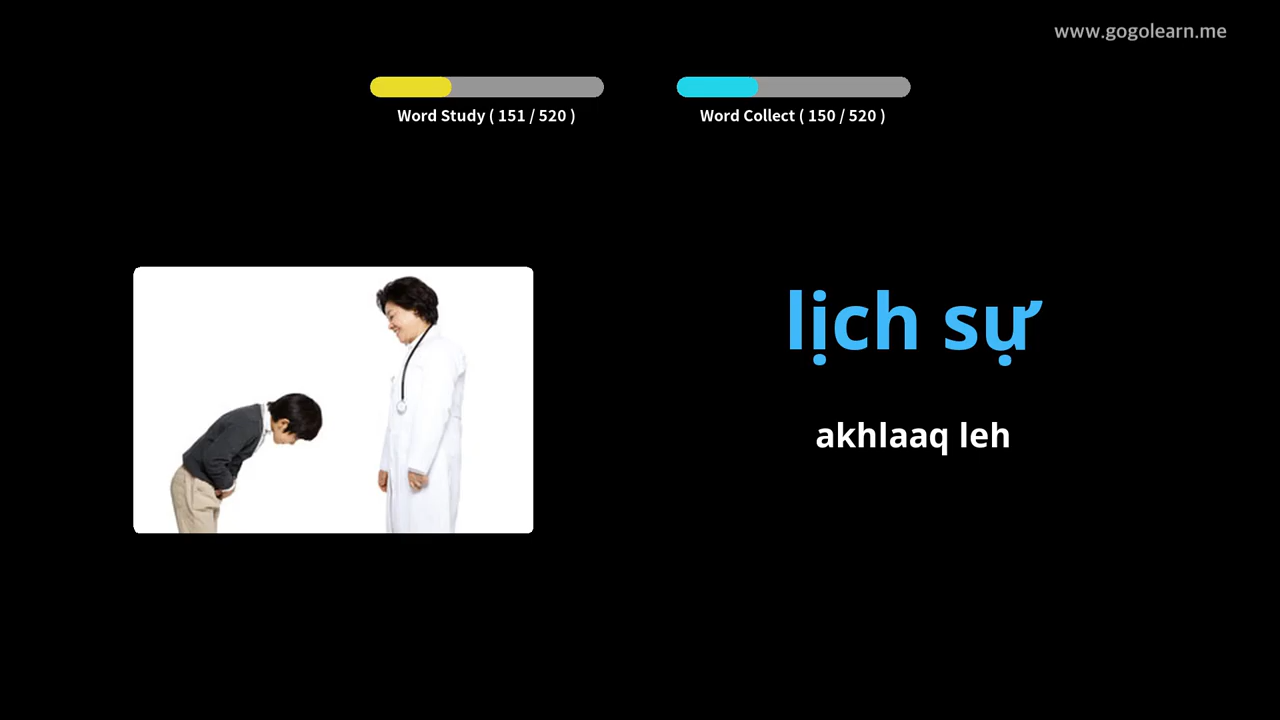 www.gogolearn.me
Word Study ( 151 / 520 )
Word Collect ( 150 / 520 )
lịch sự
akhlaaq leh